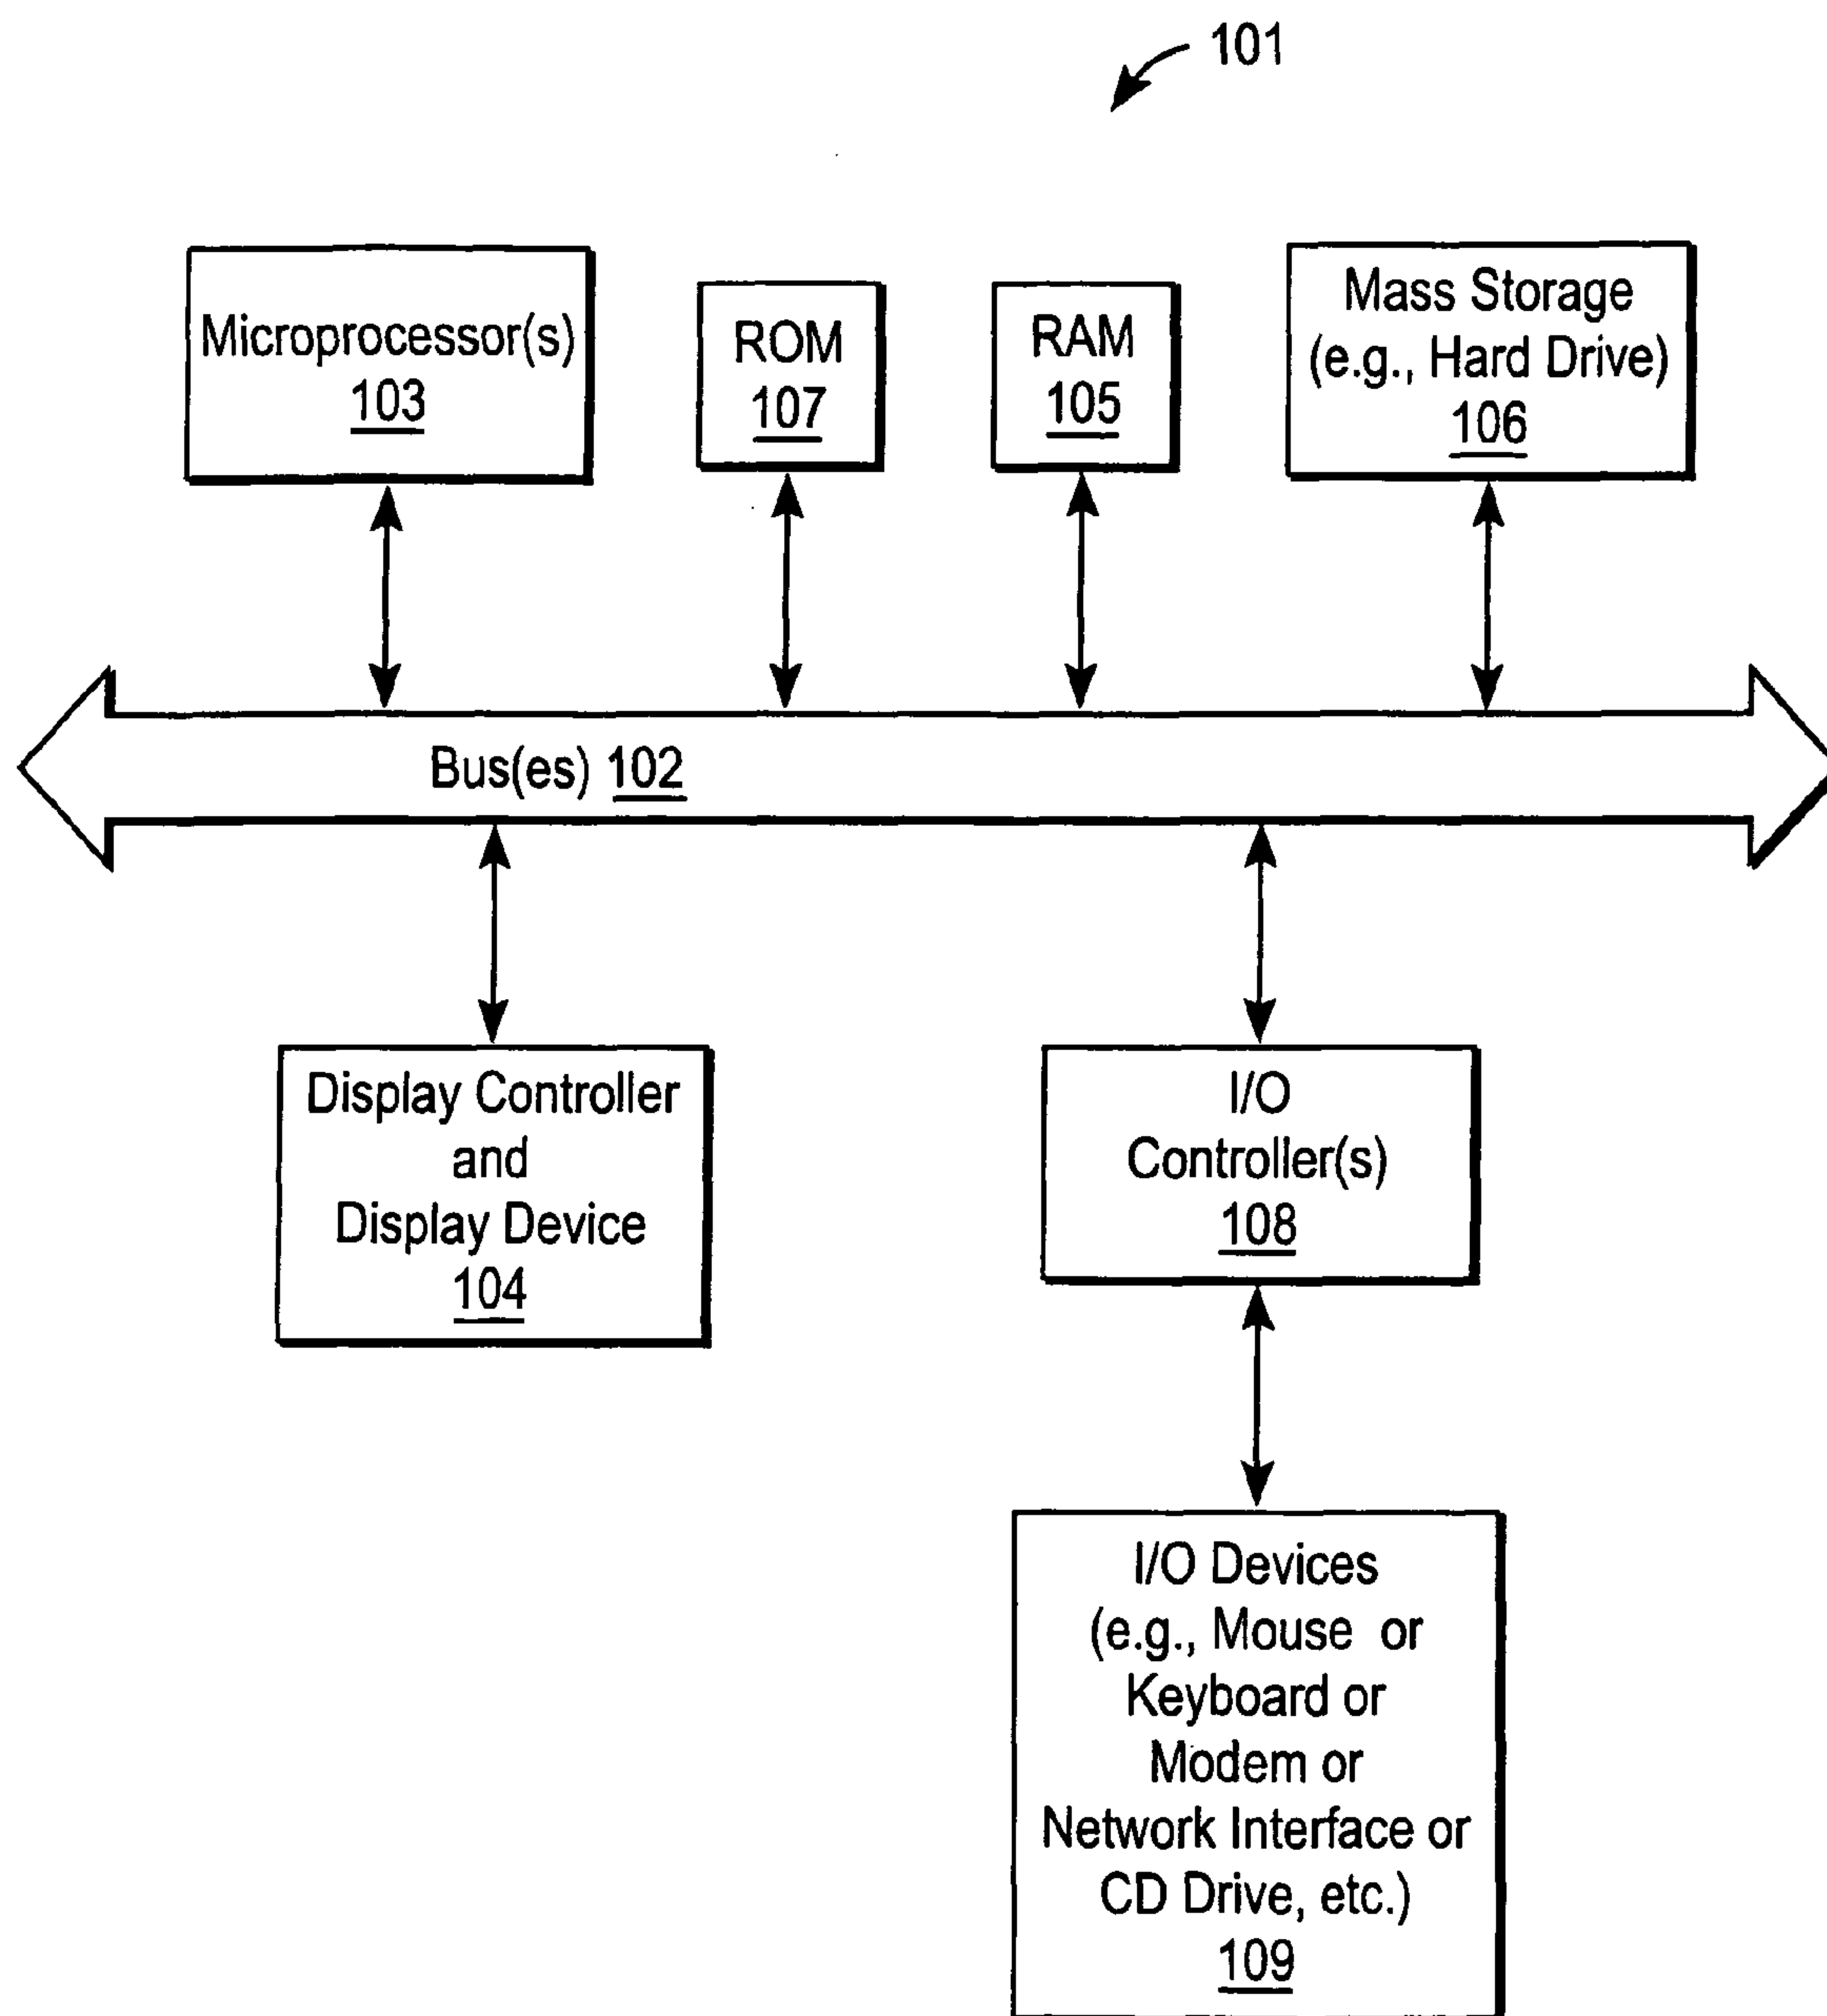 101
Microprocessor(s)
103
ROM
107
RAM
105
Mass Storage
(e.g., Hard Drive)
106
Bus(es) 102
Display Controller
and
Display Device
104
I/O
Controller(s)
108
I/O Devices
(e.g., Mouse or
Keyboard or
Modem or
Network Interface or
CD Drive, etc.)
109